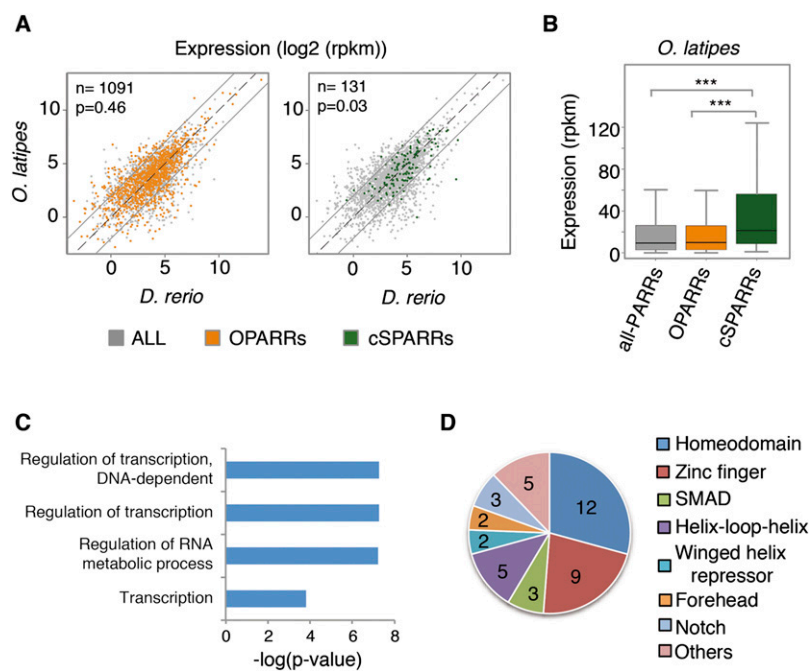 A
Expression (log2 (rpkm))
n= 1091
p=0.46
n= 131
p=0.03
10
5
0
O. latipes
0 5 10
0 5 10
D. rerio
D. rerio
ALL
OPARRs
cSPARRs
B
O. latipes
***
***
120
80
40
0
Expression (rpkm)
all-PARRs
OPARRs
cSPARRs
C
Regulation of transcription,
DNA-dependent
Regulation of transcription
Regulation of RNA
metabolic process
Transcription
0 2 4 6 8
-log(p-value)
D
12
9
3
5
2
2
3
5
Homeodomain
Zinc finger
SMAD
Helix-loop-helix
Winged helix
repressor
Forehead
Notch
Others